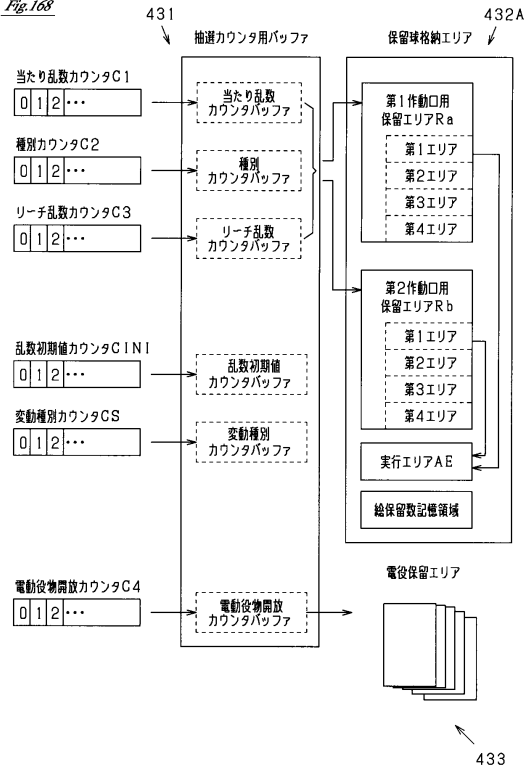 Fig.168
431
432A
抽選カウンタ用バッファ
保留球格納エリア
当たり乱数カウンタC1
0 1 2 ･･･
当たり乱数
カウンタバッファ
種別カウンタC2
0 1 2 ･･･
種別
カウンタバッファ
リーチ乱数カウンタC3
0 1 2 ･･･
リーチ乱数
カウンタバッファ
第1作動口用
保留エリアRa
第1エリア
第2エリア
第3エリア
第4エリア
第2作動口用
保留エリアRb
第1エリア
第2エリア
第3エリア
第4エリア
乱数初期値カウンタCINI
0 1 2 ･･･
乱数初期値
カウンタバッファ
変動種別カウンタCS
0 1 2 ･･･
変動種別
カウンタバッファ
実行エリアAE
総保留数記憶領域
電動役物開放カウンタC4
0 1 2 ･･･
電動役物開放
カウンタバッファ
電役保留エリア
433